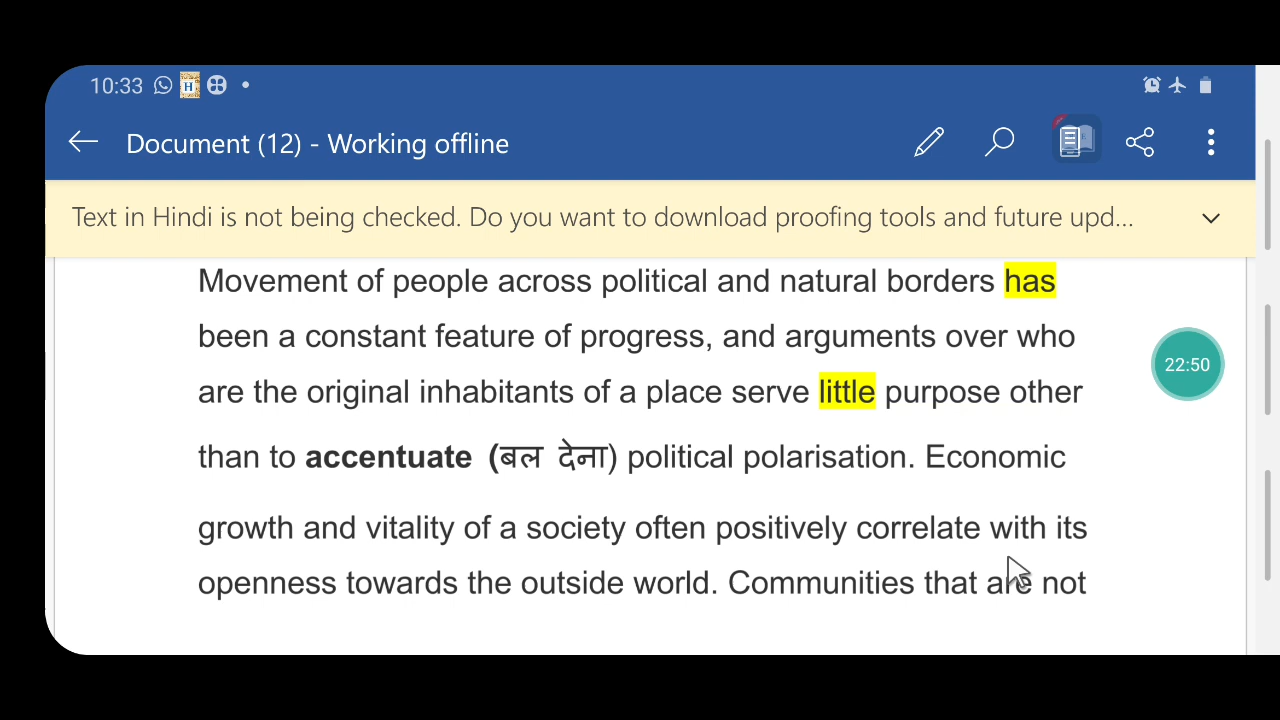 10:33
Document (12) - Working offline
Text in Hindi is not being checked. Do you want to download proofing tools and future upd...
Movement of people across political and natural borders has
been a constant feature of progress, and arguments over who
22:50
are the original inhabitants of a place serve little purpose other
than to accentuate (बल देना) political polarisation. Economic
growth and vitality of a society often positively correlate with its
openness towards the outside world. Communities that are not